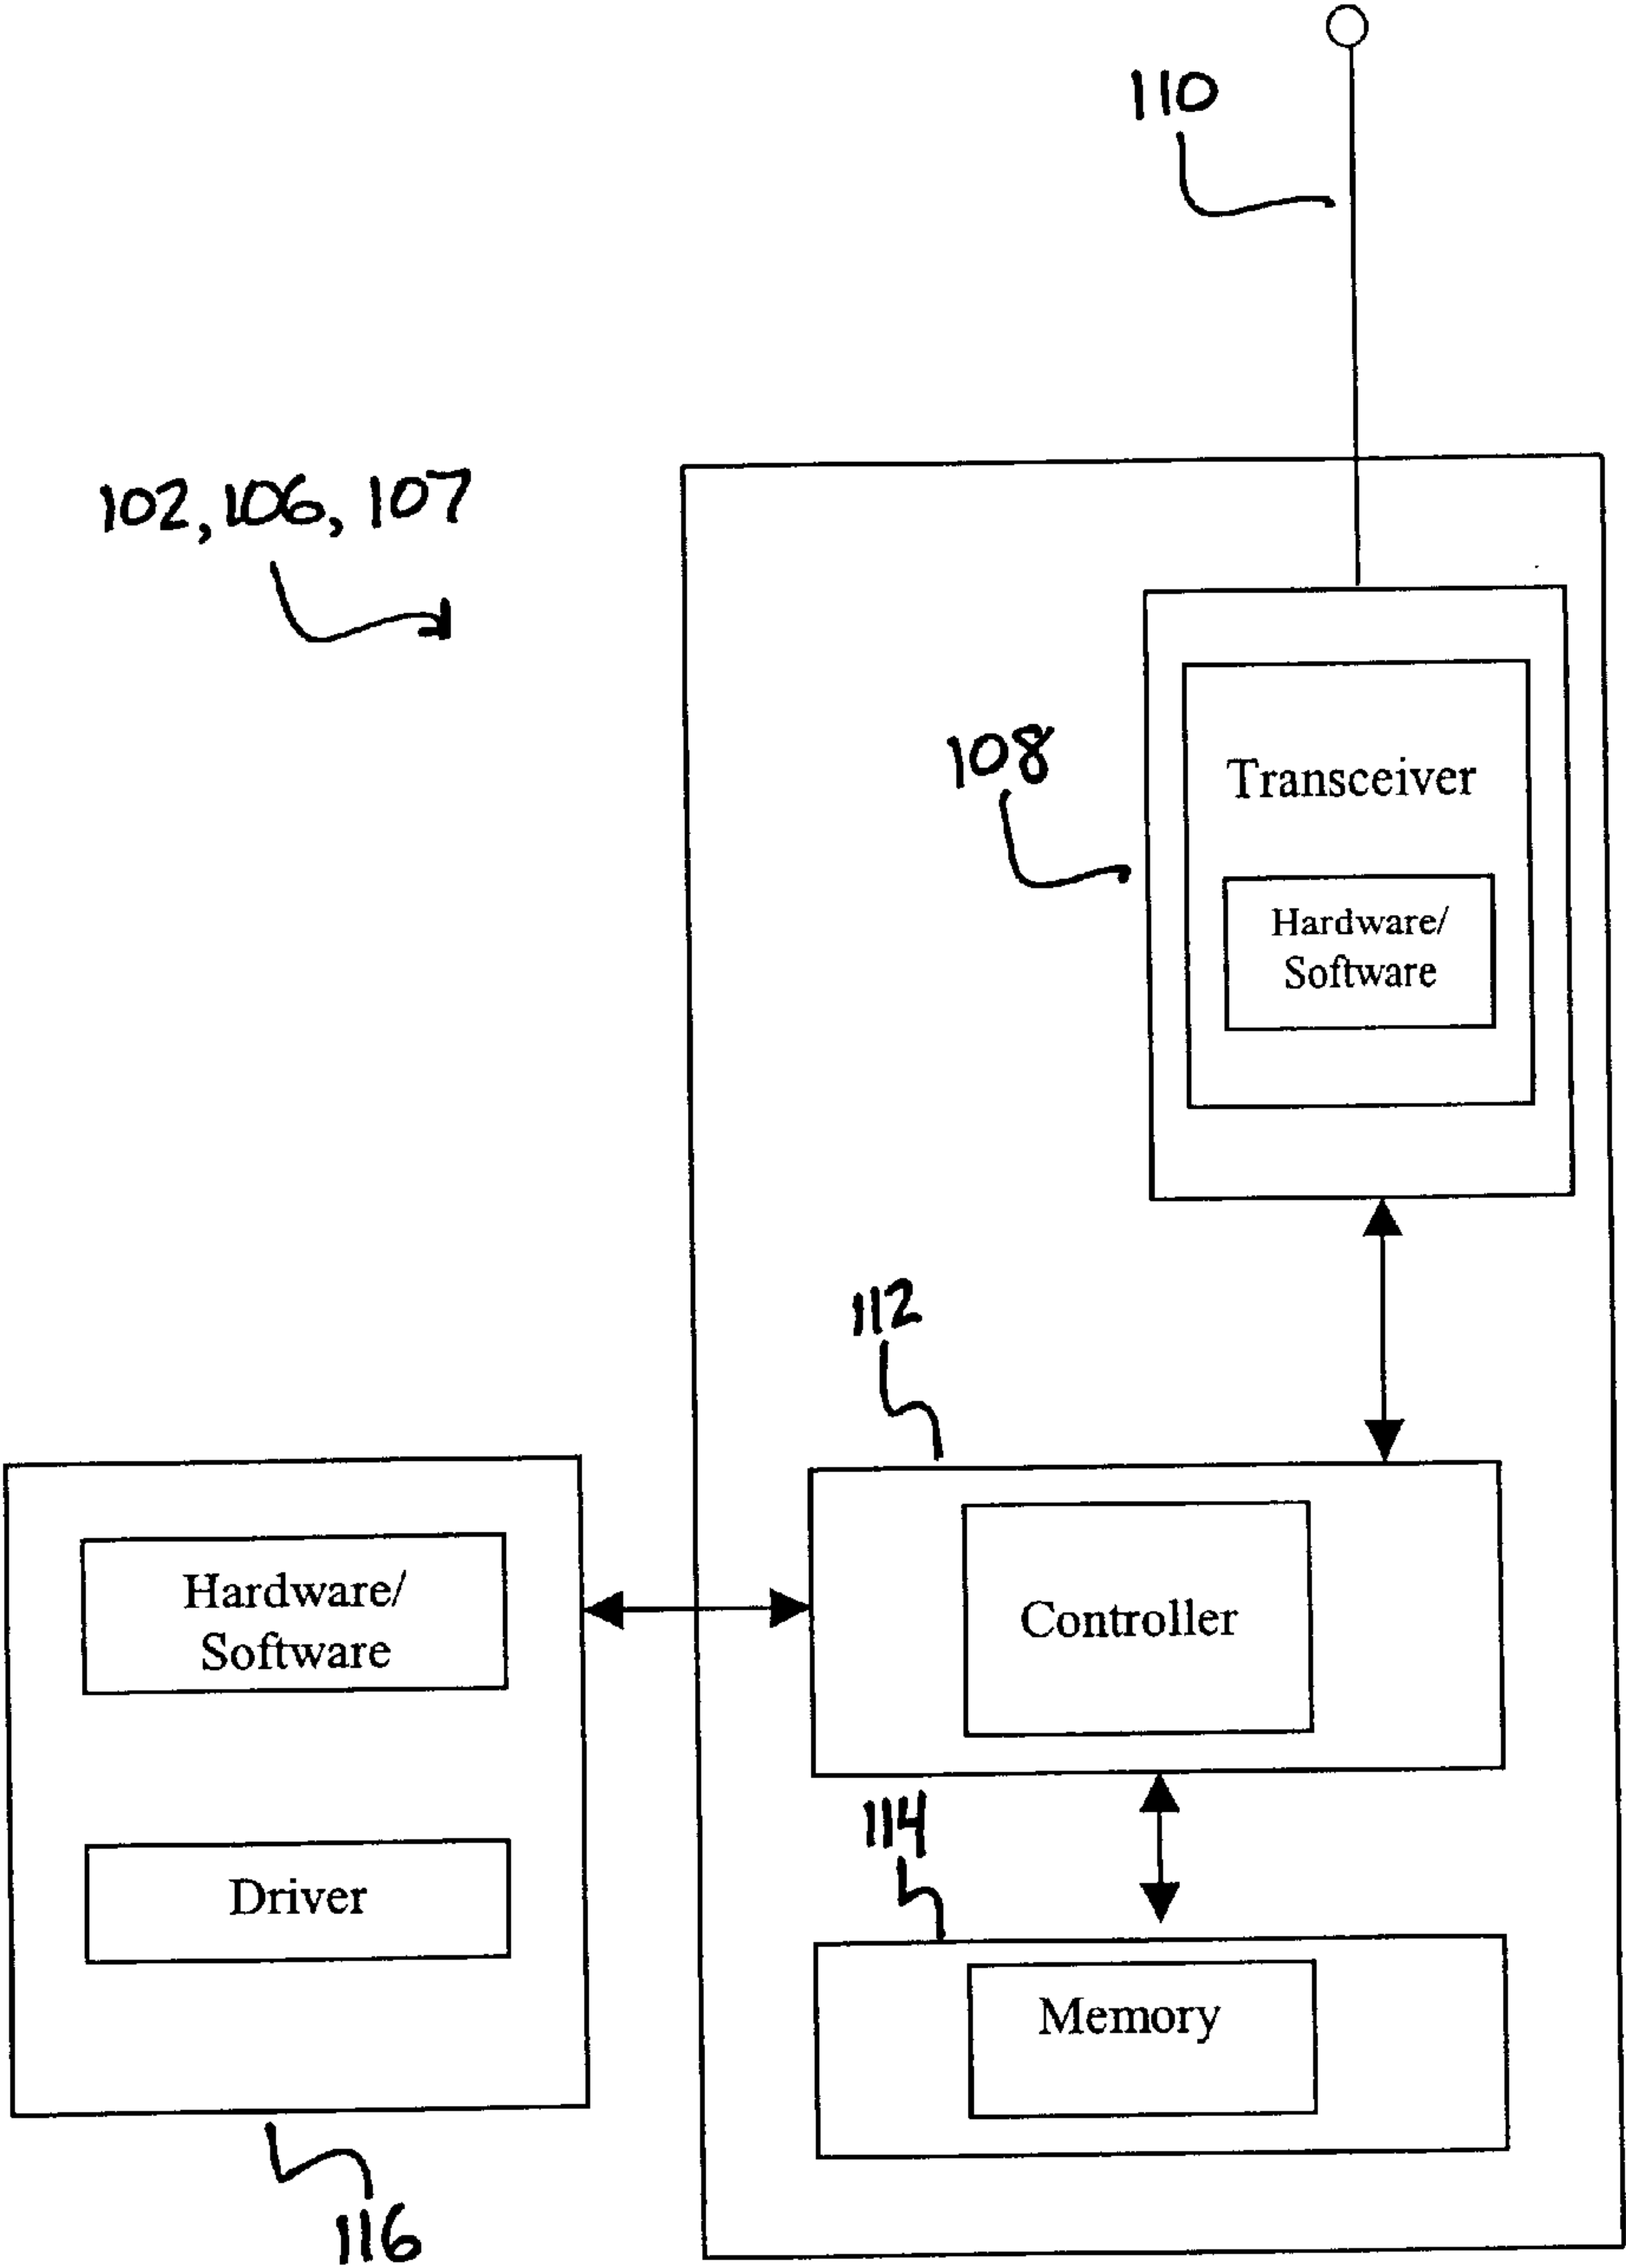 110
102, 106, 107
108
Transceiver
Hardware/
Software
112
Hardware/
Software
Controller
114
Driver
Memory
116